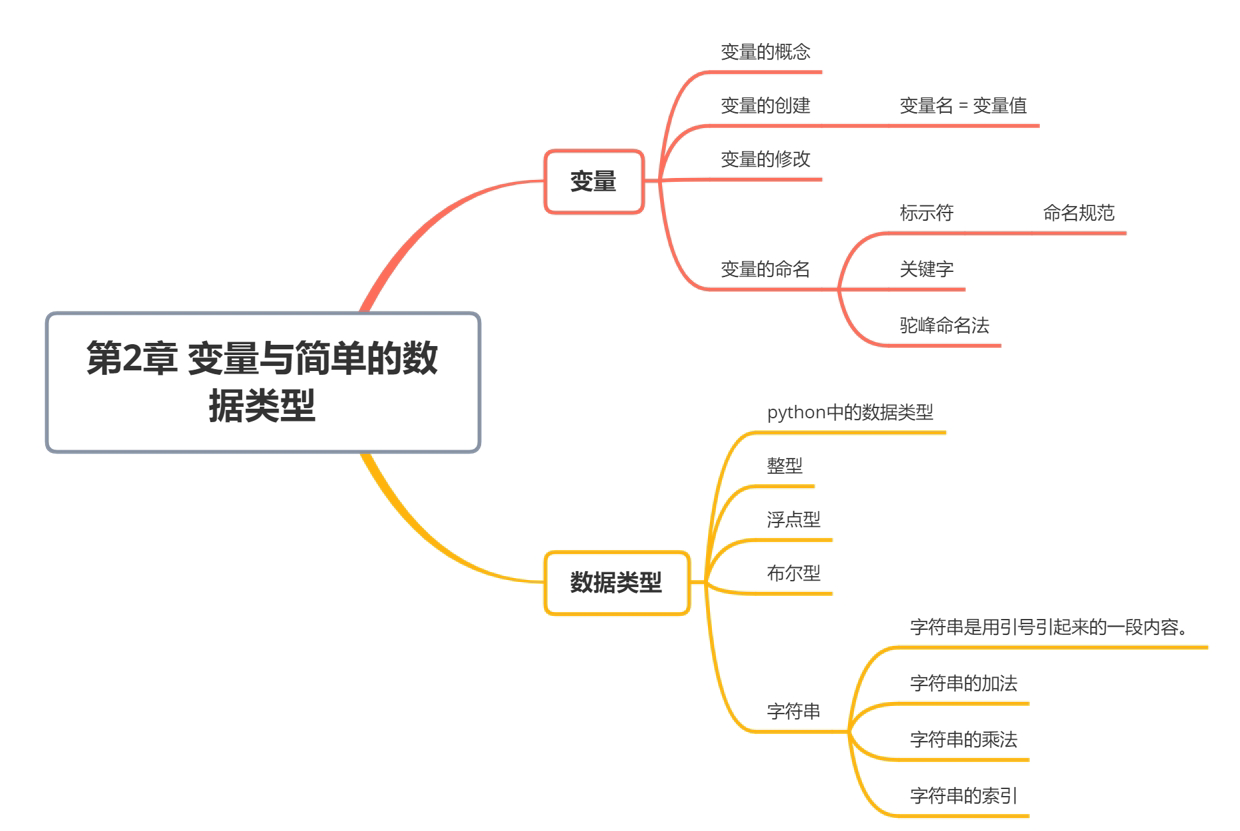 变量的概念
变量的创建
变量名 = 变量值
变量
变量的修改
标示符
命名规范
变量的命名
关键字
驼峰命名法
第2章 变量与简单的数
据类型
python中的数据类型
整型
浮点型
布尔型
数据类型
字符串是用引号引起来的一段内容。
字符串的加法
字符串
字符串的乘法
字符串的索引